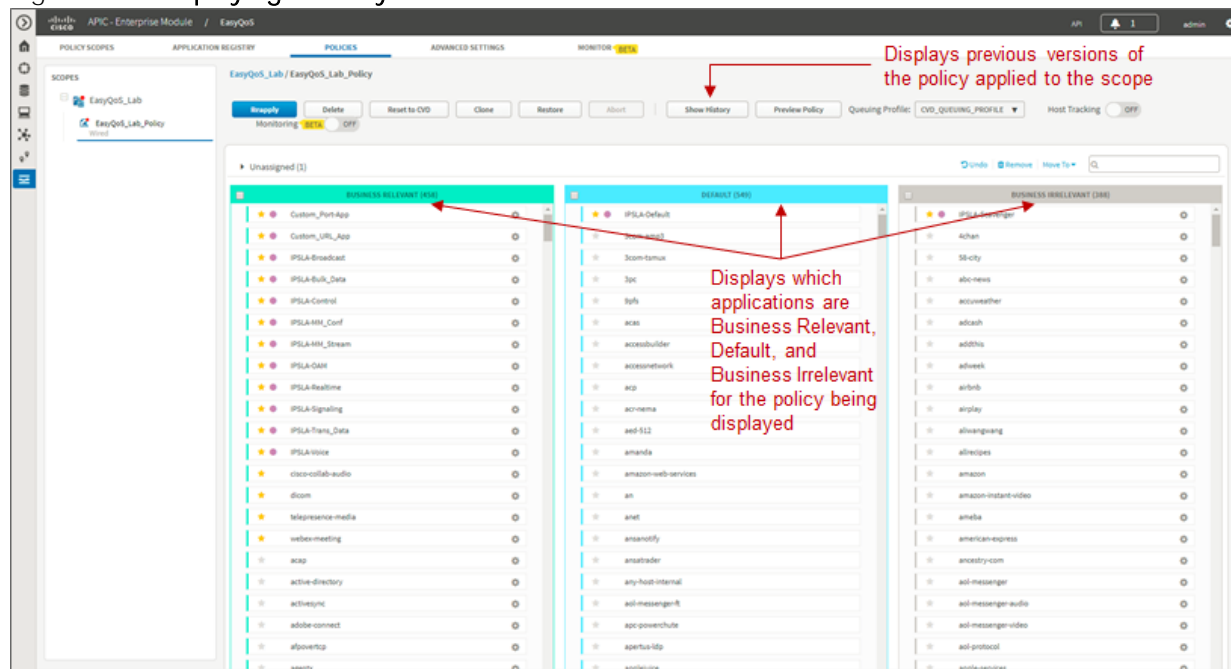 CISCO APIC - Enterprise Module / EasyQoS
API 1 admin
POLICY SCOPES APPLICATION REGISTRY POLICIES ADVANCED SETTINGS MONITOR BETA
Displays previous versions of
the policy applied to the scope
SCOPES
EasyQoS_Lab
EasyQoS_Lab_Policy
Wired
EasyQoS_Lab / EasyQoS_Lab_Policy
Reapply Delete Reset to CVD Clone Restore Abort Show History Preview Policy Queuing Profile: CVD_QUEUING_PROFILE Host Tracking OFF
Monitoring BETA OFF
Unassigned (1)
Undo Remove Move To
BUSINESS RELEVANT (458)
Custom_Port-App
Custom_URL_App
IPSLA-Broadcast
IPSLA-Bulk_Data
IPSLA-Control
IPSLA-MM_Conf
IPSLA-MM_Stream
IPSLA-OAM
IPSLA-Realtime
IPSLA-Signaling
IPSLA-Trans_Data
IPSLA-Voice
cisco-collab-audio
dicom
telepresence-media
webex-meeting
acap
active-directory
activesync
adobe-connect
afpovertcp
DEFAULT (549)
IPSLA-Default
3com-amp3
3com-tsmux
3pc
9pfs
acas
accessbuilder
accessnetwork
acp
acr-nema
aed-512
amanda
amazon-web-services
an
anet
ansanotify
ansatrader
any-host-internal
aol-messenger-ft
apc-powerchute
apertus-ldp
Displays which
applications are
Business Relevant,
Default, and
Business Irrelevant
for the policy being
displayed
BUSINESS IRRELEVANT (388)
IPSLA-Scavenger
4chan
58-city
abc-news
accuweather
adcash
addthis
adweek
airbnb
airplay
aliwangwang
allrecipes
amazon
amazon-instant-video
ameba
american-express
ancestry-com
aol-messenger
aol-messenger-audio
aol-messenger-video
aol-protocol